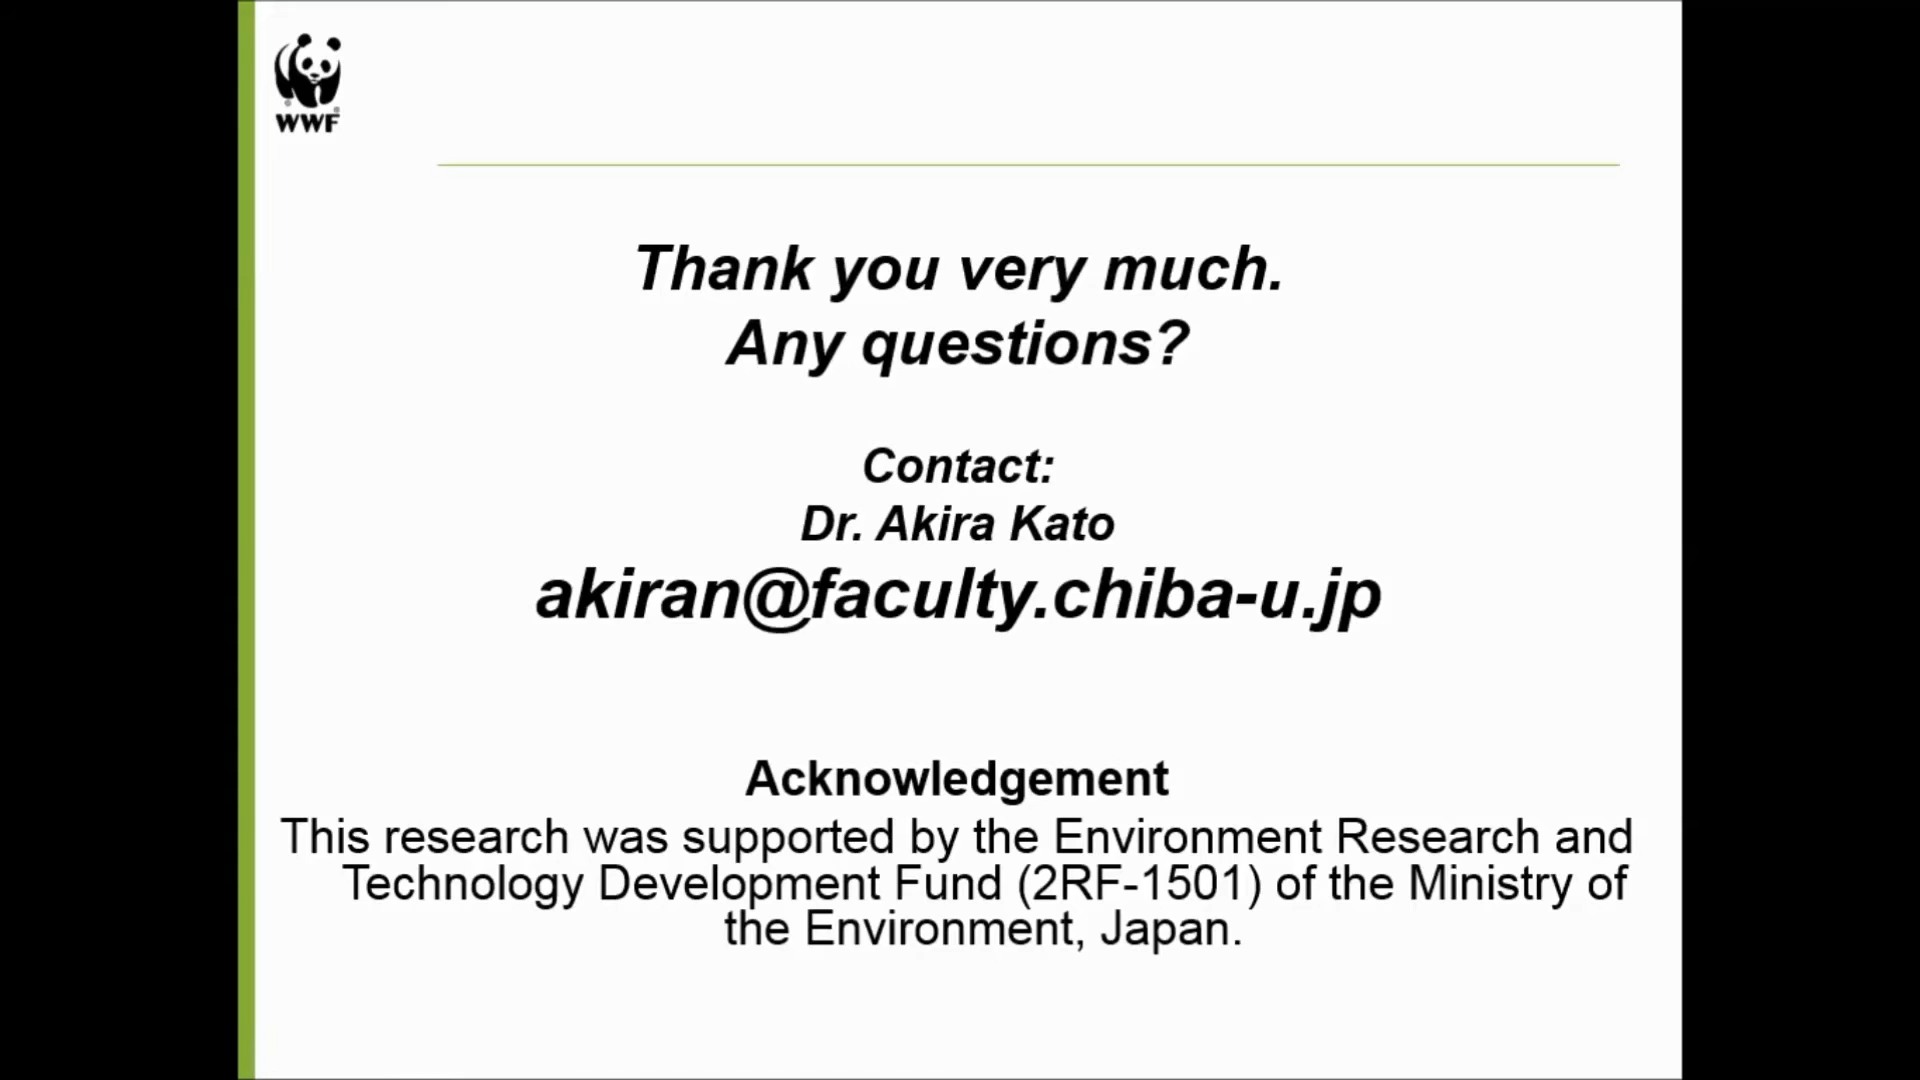 WWF
Thank you very much.
Any questions?
Contact:
Dr. Akira Kato
akiran@faculty.chiba-u.jp
Acknowledgement
This research was supported by the Environment Research and
Technology Development Fund (2RF-1501) of the Ministry of
the Environment, Japan.